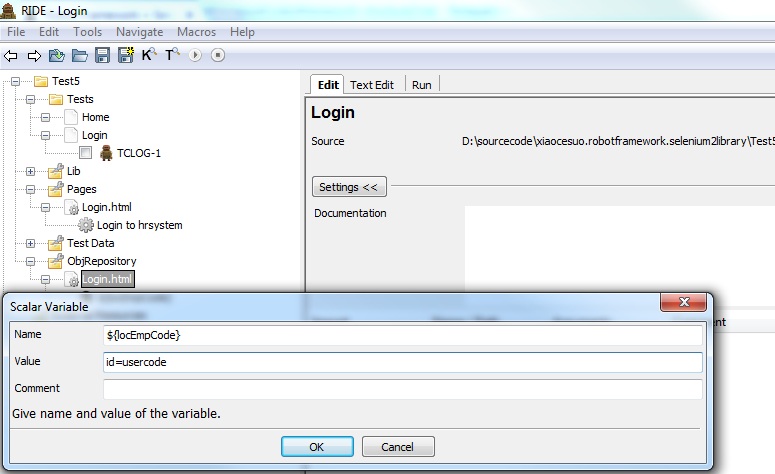 RIDE - Login
File Edit Tools Navigate Macros Help
K T
Test5
Tests
Home
Login
TCLOG-1
Lib
Pages
Login.html
Login to hrsystem
Test Data
ObjRepository
Login.html
Edit Text Edit Run
Login
Source D:\sourcecode\xiaocesuo.robotframework.selenium2library\Test5
Settings <<
Documentation
Scalar Variable
Name ${locEmpCode}
Value id=usercode
Comment
Give name and value of the variable.
OK Cancel